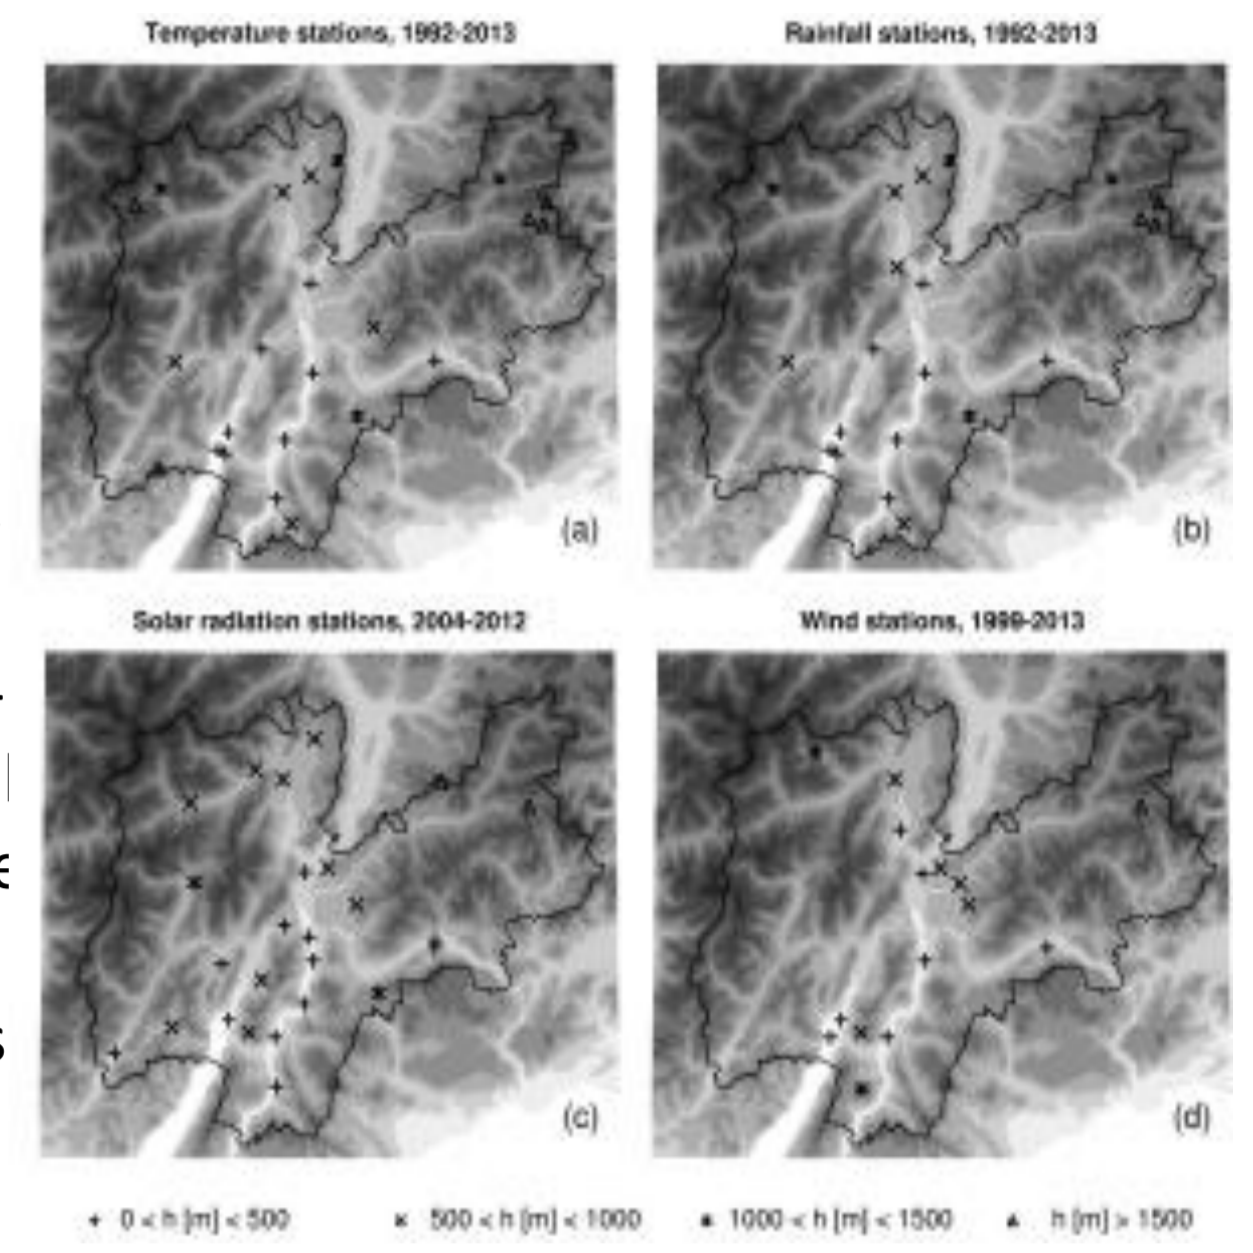 Temperature stations, 1992-2013
Rainfall stations, 1992-2013
(a)
(b)
Solar radiation stations, 2004-2012
Wind stations, 1999-2013
(c)
(d)
+ 0 < h [m] < 500
× 500 < h [m] < 1000
1000 < h [m] < 1500
h [m] > 1500